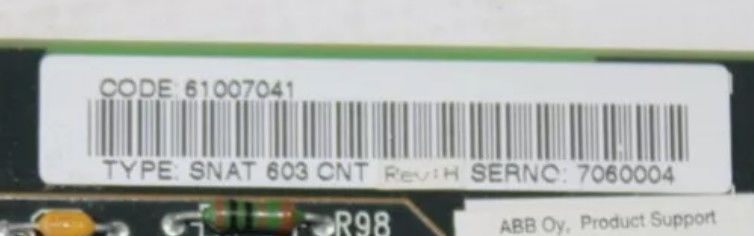 CODE: 61007041
TYPE: SNAT 603 CNT Rev:H SERNO: 7060004
R98
ABB Oy, Product Support